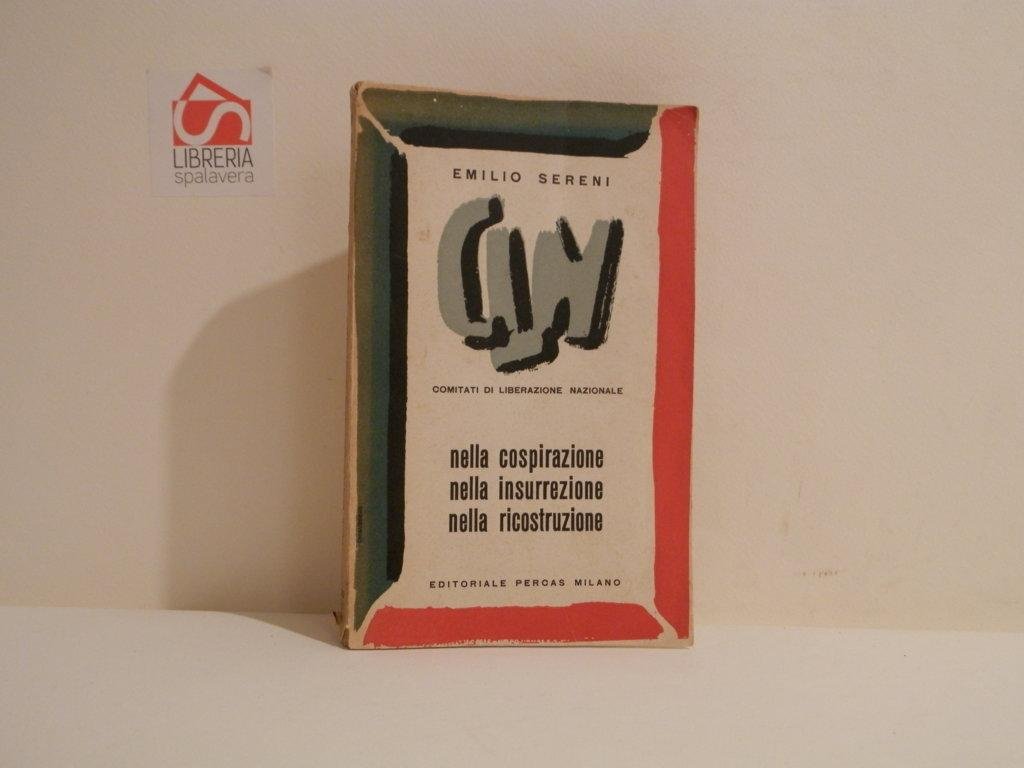 LIBRERIA
spalavera
EMILIO SERENI
CLN
COMITATI DI LIBERAZIONE NAZIONALE
nella cospirazione
nella insurrezione
nella ricostruzione
EDITORIALE PERCAS MILANO